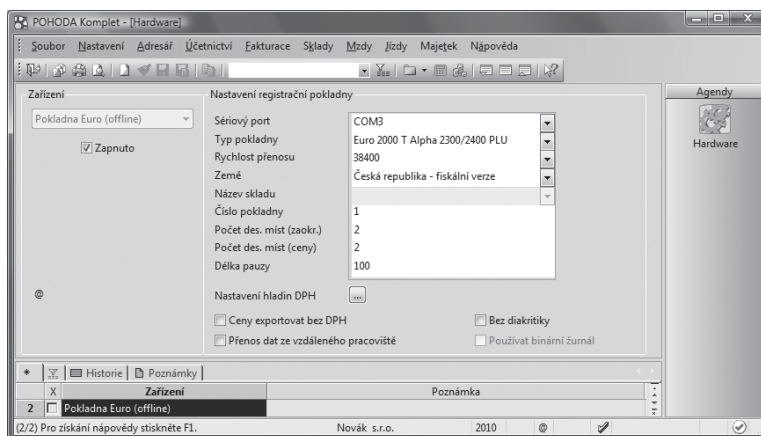 POHODA Komplet - [Hardware]
Soubor Nastavení Adresář Účetnictví Fakturace Sklady Mzdy Jízdy Majetek Nápověda
Zařízení
Pokladna Euro (offline)
Zapnuto
@
Nastavení registrační pokladny
Sériový port COM3
Typ pokladny Euro 2000 T Alpha 2300/2400 PLU
Rychlost přenosu 38400
Země Česká republika - fiskální verze
Název skladu
Číslo pokladny 1
Počet des. míst (zaokr.) 2
Počet des. míst (ceny) 2
Délka pauzy 100
Nastavení hladin DPH ...
Ceny exportovat bez DPH Bez diakritiky
Přenos dat ze vzdáleného pracoviště Používat binární žurnál
Agendy
Hardware
* Historie Poznámky
X Zařízení Poznámka
2 Pokladna Euro (offline)
(2/2) Pro získání nápovědy stiskněte F1. Novák s.r.o. 2010 @